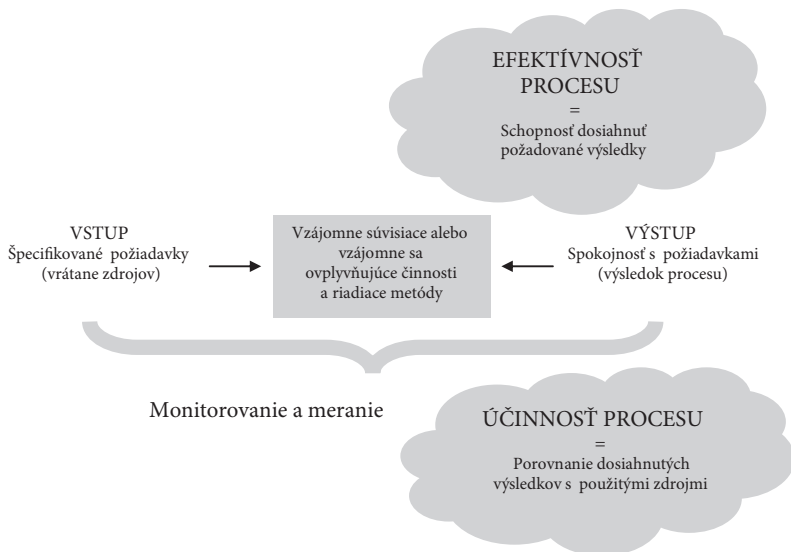 EFEKTÍVNOSŤ
PROCESU
=
Schopnosť dosiahnuť
požadované výsledky
VSTUP
Špecifikované požiadavky
(vrátane zdrojov)
Vzájomne súvisiace alebo
vzájomne sa
ovplyvňujúce činnosti
a riadiace metódy
VÝSTUP
Spokojnosť s požiadavkami
(výsledok procesu)
Monitorovanie a meranie
ÚČINNOSŤ PROCESU
=
Porovnanie dosiahnutých
výsledkov s použitými zdrojmi